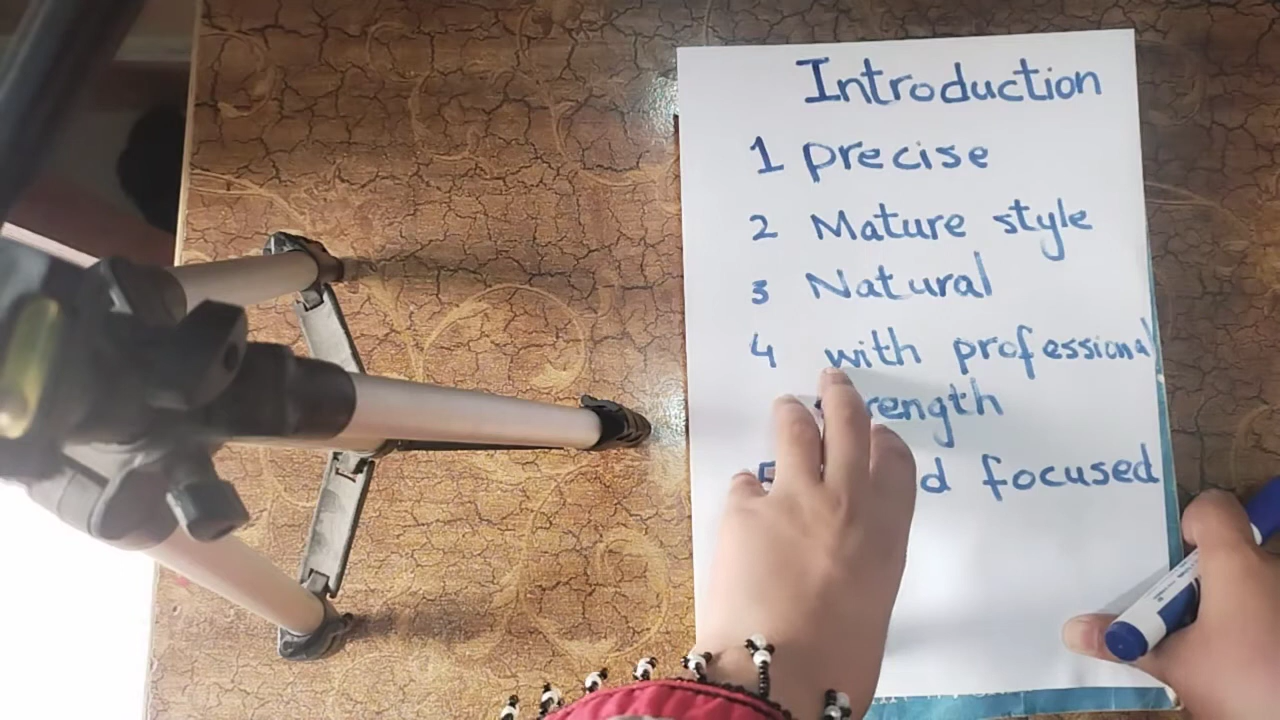 Introduction
1 precise
2 Mature style
3 Natural
4 with professional
focused